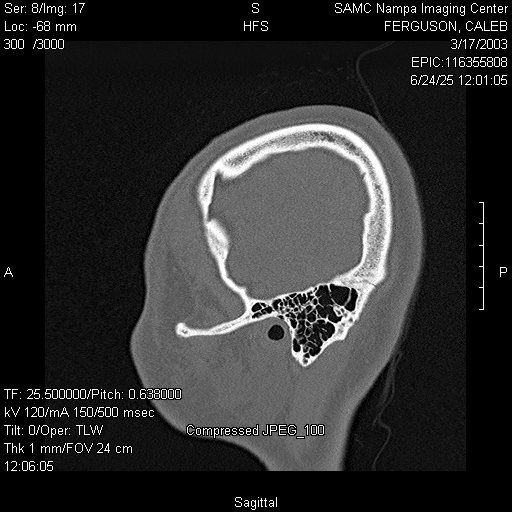 Ser: 8/Img: 17
Loc: -68 mm
300 /3000
S
HFS
SAMC Nampa Imaging Center
FERGUSON, CALEB
3/17/2003
EPIC:116355808
6/24/25 12:01:05
A
P
TF: 25.500000/Pitch: 0.638000
kV 120/mA 150/500 msec
Tilt: 0/Oper: TLW
Thk 1 mm/FOV 24 cm
12:06:05
Compressed JPEG_100
Sagittal